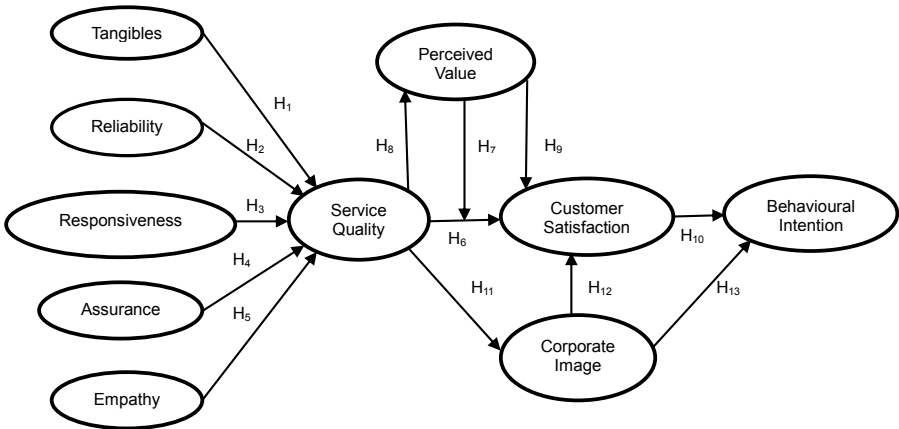 Tangibles
H1
Reliability
H2
Responsiveness
H3
H4
Assurance
H5
Empathy
Service
Quality
H8
Perceived
Value
H7
H9
H6
Customer
Satisfaction
H10
Behavioural
Intention
H11
H12
H13
Corporate
Image